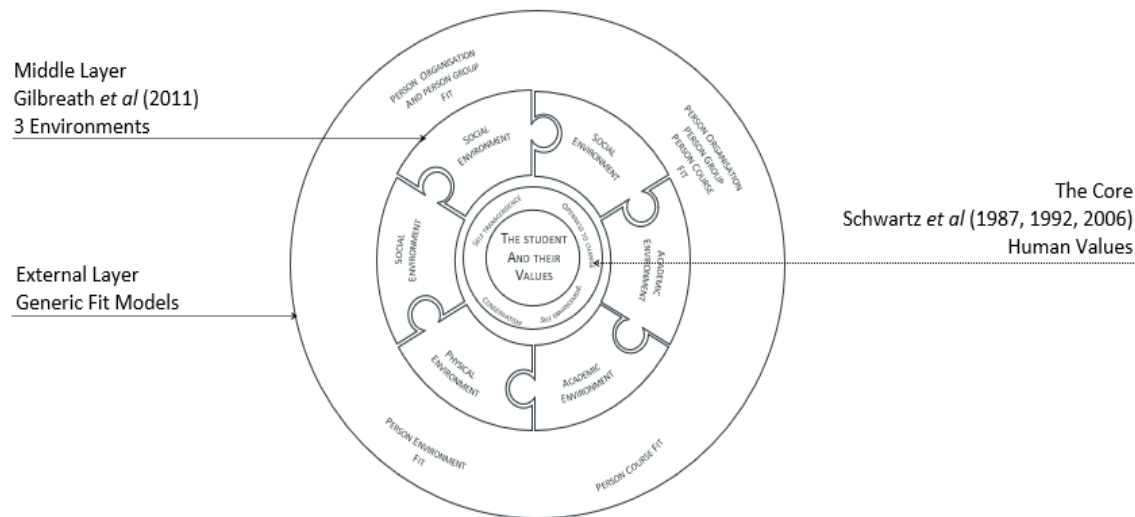 Middle Layer
Gilbreath et al (2011)
3 Environments
External Layer
Generic Fit Models
PERSON ORGANISATION
AND PERSON GROUP
FIT
PERSON ORGANISATION
PERSON GROUP
PERSON COURSE
FIT
SOCIAL
ENVIRONMENT
SOCIAL
ENVIRONMENT
SOCIAL
ENVIRONMENT
ACADEMIC
ENVIRONMENT
PHYSICAL
ENVIRONMENT
ACADEMIC
ENVIRONMENT
SELF TRANSCENDENCE
OPENNESS TO CHANGE
CONSERVATISM
SELF
THE STUDENT
AND THEIR
VALUES
PERSON ENVIRONMENT
FIT
PERSON COURSE FIT
The Core
Schwartz et al (1987, 1992, 2006)
Human Values